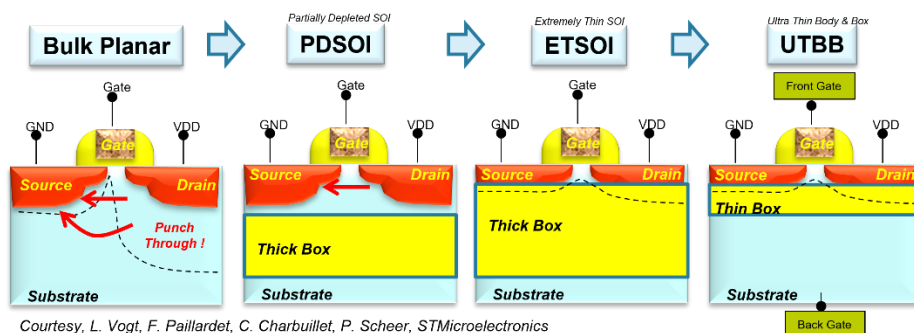 Bulk Planar
Partially Depleted SOI
PDSOI
Extremely Thin SOI
ETSOI
Ultra Thin Body & Box
UTBB
Gate
GND
VDD
Gate
Source
Drain
Punch
Through !
Substrate
Gate
GND
VDD
Gate
Source
Drain
Thick Box
Substrate
Gate
GND
VDD
Gate
Source
Drain
Thick Box
Substrate
Front Gate
GND
VDD
Gate
Source
Drain
Thin Box
Substrate
Back Gate
Courtesy, L. Vogt, F. Paillardet, C. Charbuillet, P. Scheer, STMicroelectronics